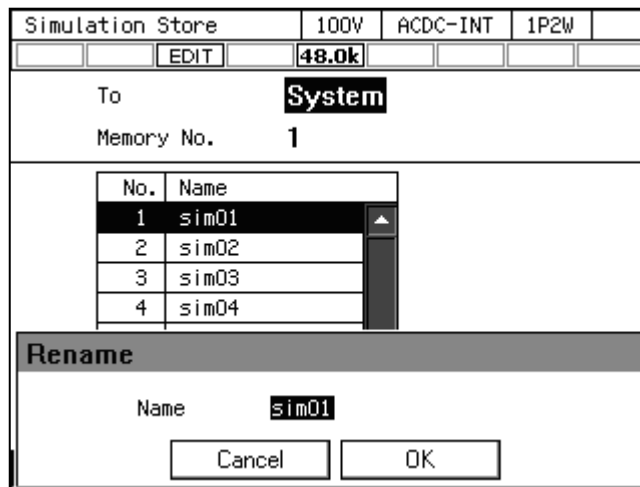 Simulation Store 100V ACDC-INT 1P2W
EDIT 48.0k
To System
Memory No. 1
No. Name
1 sim01
2 sim02
3 sim03
4 sim04
Rename
Name sim01
Cancel OK